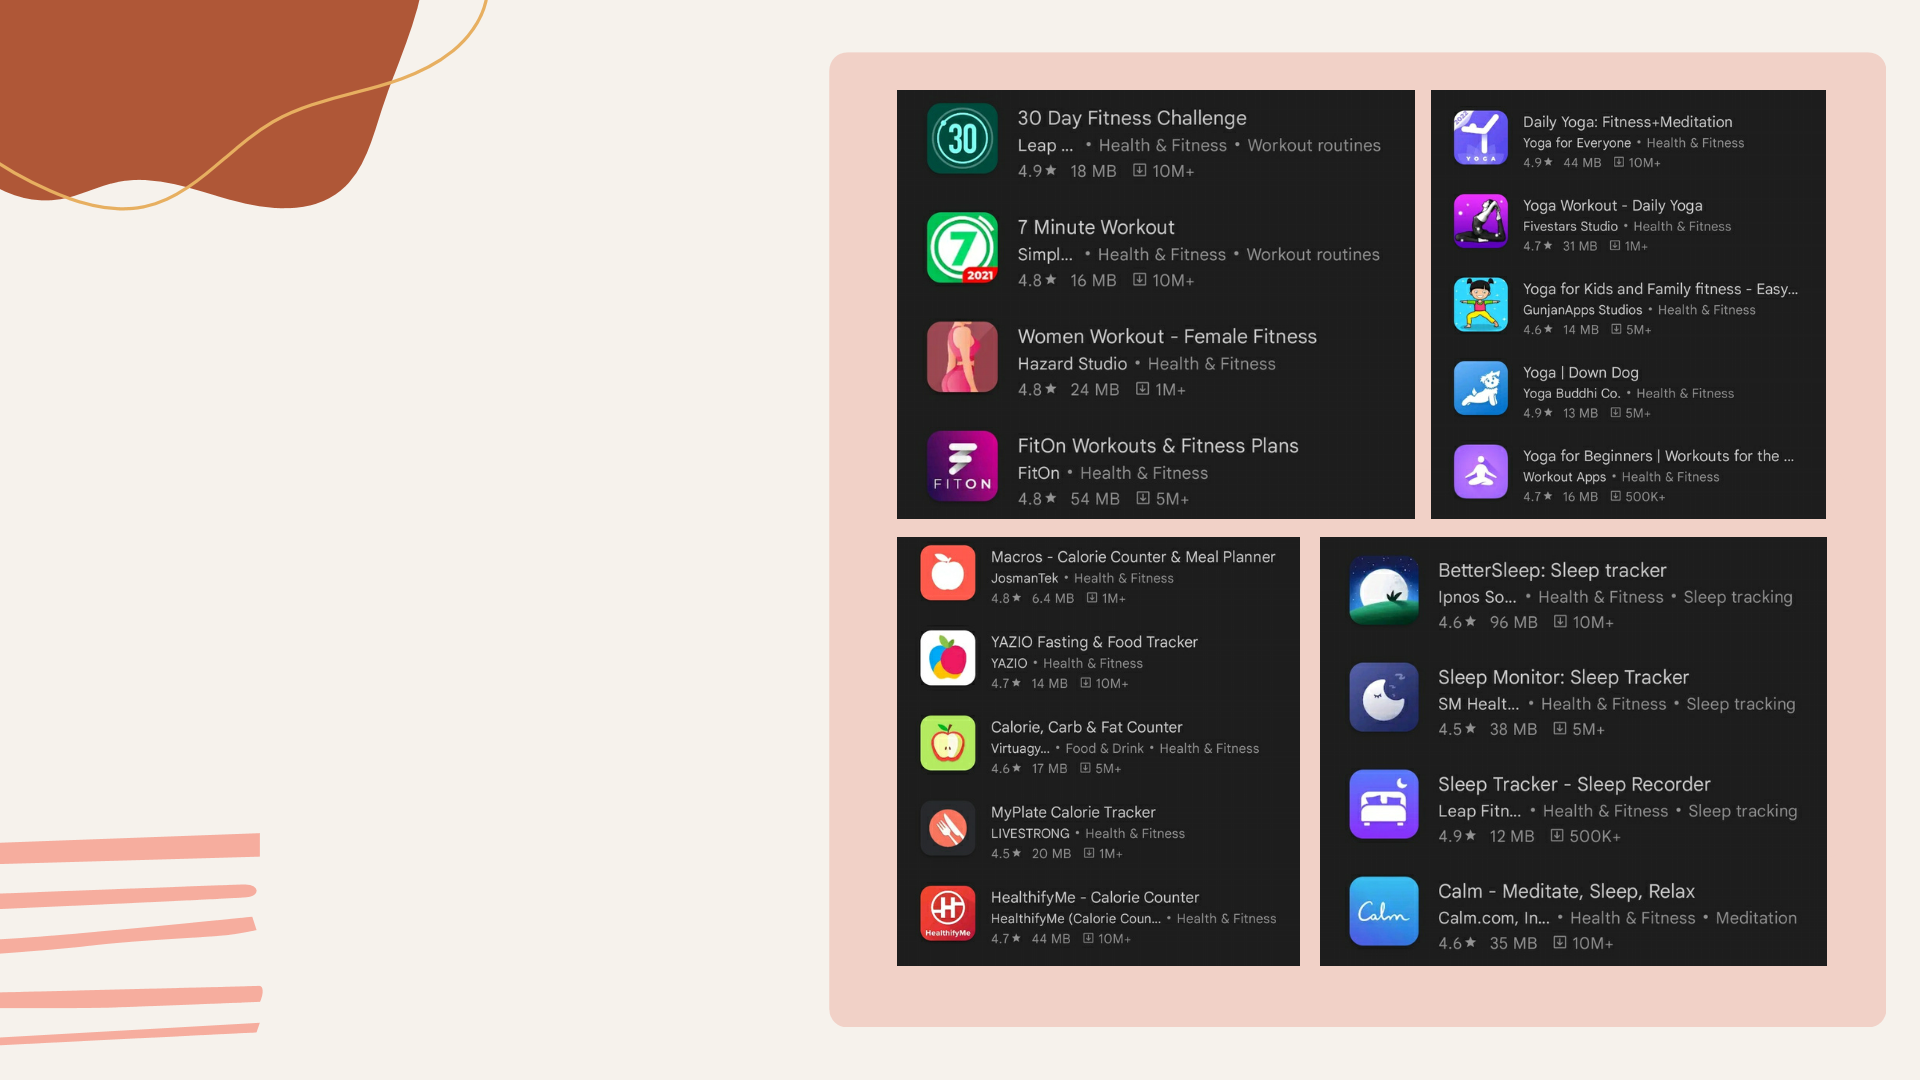 30
30 Day Fitness Challenge
Leap ... • Health & Fitness • Workout routines
4.9★ 18 MB 10M+
7
2021
7 Minute Workout
Simpl... • Health & Fitness • Workout routines
4.8★ 16 MB 10M+
Women Workout - Female Fitness
Hazard Studio • Health & Fitness
4.8★ 24 MB 1M+
FITON
FitOn Workouts & Fitness Plans
FitOn • Health & Fitness
4.8★ 54 MB 5M+
2022
YOGA
Daily Yoga: Fitness+Meditation
Yoga for Everyone • Health & Fitness
4.9★ 44 MB 10M+
Yoga Workout - Daily Yoga
Fivestars Studio • Health & Fitness
4.7★ 31 MB 1M+
Yoga for Kids and Family fitness - Easy...
GunjanApps Studios • Health & Fitness
4.6★ 14 MB 5M+
Yoga | Down Dog
Yoga Buddhi Co. • Health & Fitness
4.9★ 13 MB 5M+
Yoga for Beginners | Workouts for the ...
Workout Apps • Health & Fitness
4.7★ 16 MB 500K+
Macros - Calorie Counter & Meal Planner
JosmanTek • Health & Fitness
4.8★ 6.4 MB 1M+
YAZIO Fasting & Food Tracker
YAZIO • Health & Fitness
4.7★ 14 MB 10M+
Calorie, Carb & Fat Counter
Virtuagy... • Food & Drink • Health & Fitness
4.6★ 17 MB 5M+
MyPlate Calorie Tracker
LIVESTRONG • Health & Fitness
4.5★ 20 MB 1M+
H
HealthifyMe
HealthifyMe - Calorie Counter
HealthifyMe (Calorie Coun... • Health & Fitness
4.7★ 44 MB 10M+
BetterSleep: Sleep tracker
Ipnos So... • Health & Fitness • Sleep tracking
4.6★ 96 MB 10M+
Sleep Monitor: Sleep Tracker
SM Healt... • Health & Fitness • Sleep tracking
4.5★ 38 MB 5M+
Sleep Tracker - Sleep Recorder
Leap Fitn... • Health & Fitness • Sleep tracking
4.9★ 12 MB 500K+
Calm
Calm - Meditate, Sleep, Relax
Calm.com, In... • Health & Fitness • Meditation
4.6★ 35 MB 10M+